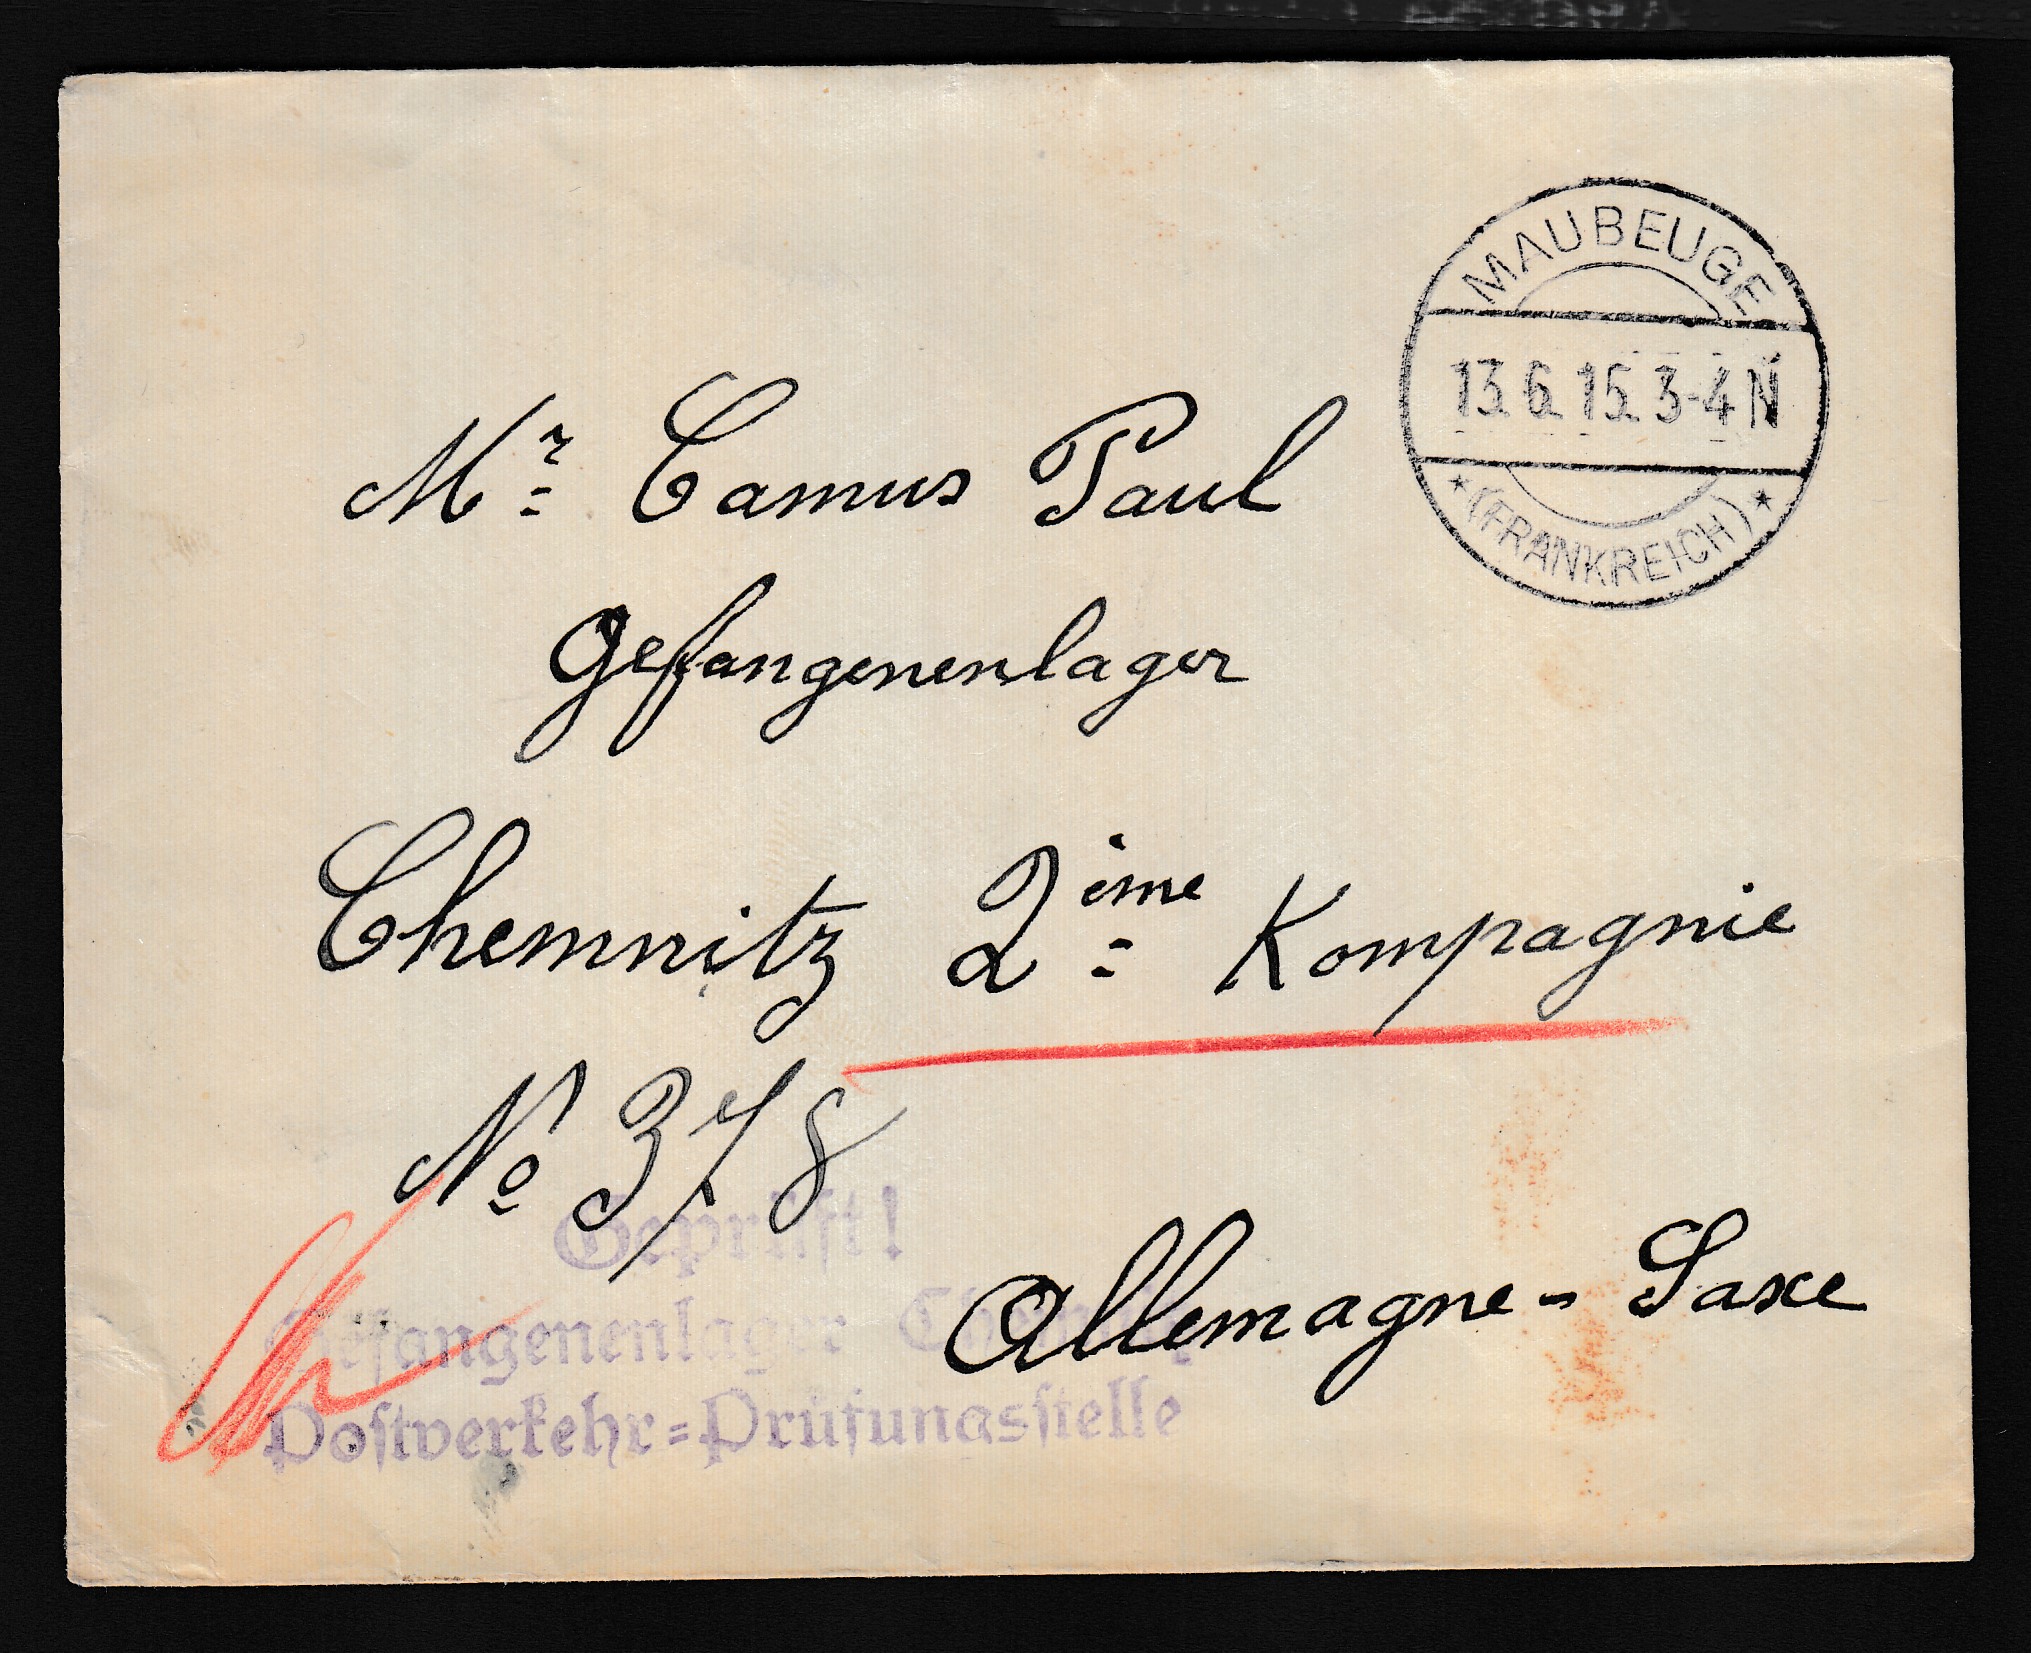 MAUBEUGE
13.6.15.3-4N
* (FRANKREICH) *
Mr Camus Paul
Gefangenenlager
Chemnitz 2ème Kompagnie
No 378
Geprüft!
Gefangenenlager
Allemagne - Saxe
Postverkehr=Prüfungsstelle